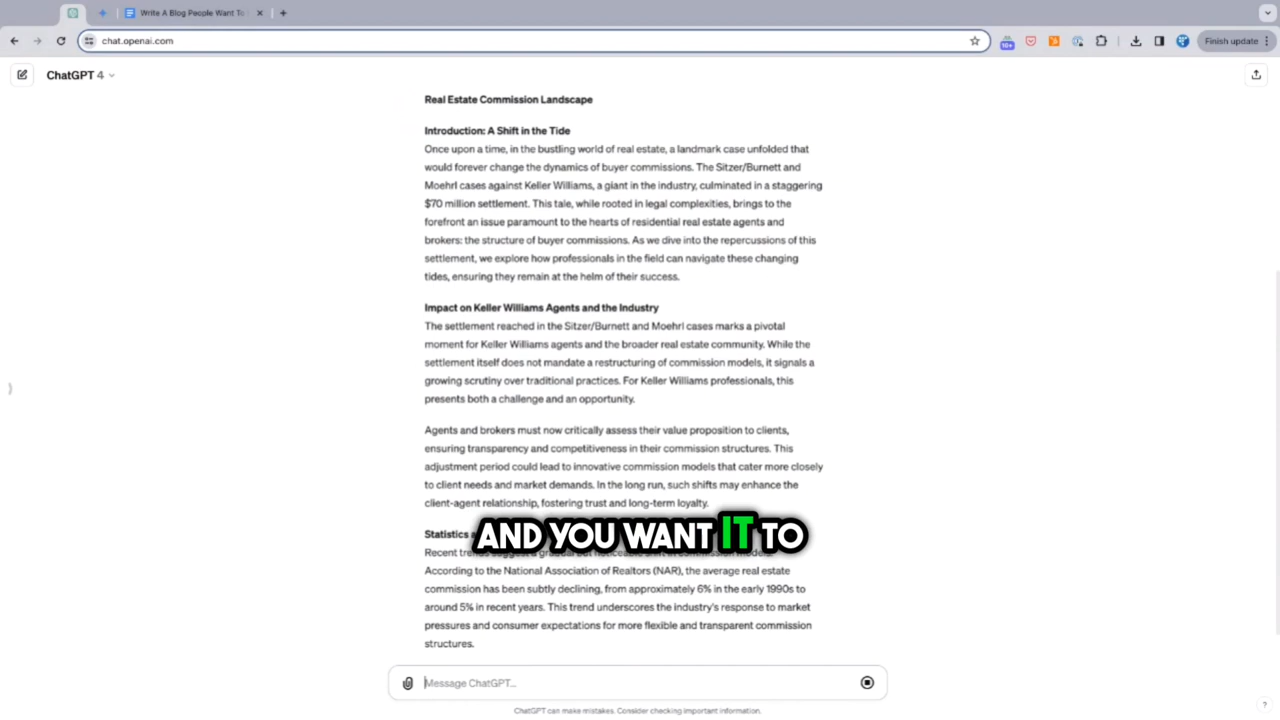 Write A Blog People Want To
chat.openai.com
10+
Finish update
ChatGPT 4
Real Estate Commission Landscape
Introduction: A Shift in the Tide
Once upon a time, in the bustling world of real estate, a landmark case unfolded that
would forever change the dynamics of buyer commissions. The Sitzer/Burnett and
Moehrl cases against Keller Williams, a giant in the industry, culminated in a staggering
$70 million settlement. This tale, while rooted in legal complexities, brings to the
forefront an issue paramount to the hearts of residential real estate agents and
brokers: the structure of buyer commissions. As we dive into the repercussions of this
settlement, we explore how professionals in the field can navigate these changing
tides, ensuring they remain at the helm of their success.
Impact on Keller Williams Agents and the Industry
The settlement reached in the Sitzer/Burnett and Moehrl cases marks a pivotal
moment for Keller Williams agents and the broader real estate community. While the
settlement itself does not mandate a restructuring of commission models, it signals a
growing scrutiny over traditional practices. For Keller Williams professionals, this
presents both a challenge and an opportunity.
Agents and brokers must now critically assess their value proposition to clients,
ensuring transparency and competitiveness in their commission structures. This
adjustment period could lead to innovative commission models that cater more closely
to client needs and market demands. In the long run, such shifts may enhance the
client-agent relationship, fostering trust and long-term loyalty.
Statistics
AND YOU WANT IT TO
Recent trends suggest a gradual but noticeable shift in commission models.
According to the National Association of Realtors (NAR), the average real estate
commission has been subtly declining, from approximately 6% in the early 1990s to
around 5% in recent years. This trend underscores the industry's response to market
pressures and consumer expectations for more flexible and transparent commission
structures.
Message ChatGPT...
ChatGPT can make mistakes. Consider checking important information.
?